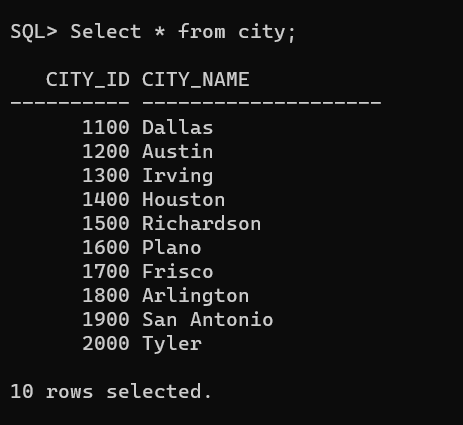 SQL> Select * from city;
   CITY_ID CITY_NAME
---------- --------------------
      1100 Dallas
      1200 Austin
      1300 Irving
      1400 Houston
      1500 Richardson
      1600 Plano
      1700 Frisco
      1800 Arlington
      1900 San Antonio
      2000 Tyler
10 rows selected.